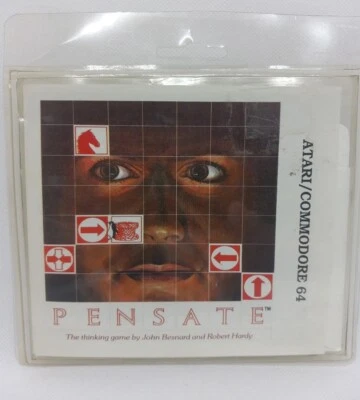 ATARI/COMMODORE 64
PENSATE™
The thinking game by John Besnard and Robert Hardy